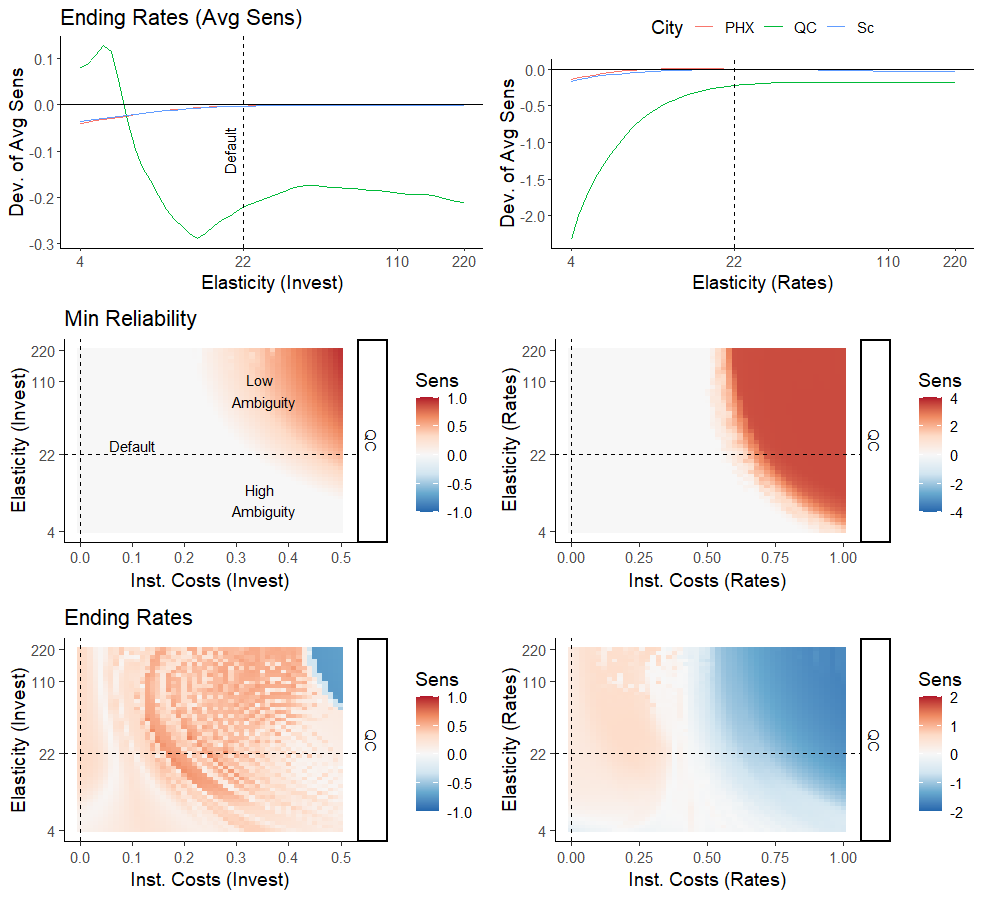 Ending Rates (Avg Sens)
City PHX QC Sc
Dev. of Avg Sens
0.1
0.0
-0.1
-0.2
-0.3
Default
4 22 110 220
Elasticity (Invest)
Dev. of Avg Sens
0.0
-0.5
-1.0
-1.5
-2.0
4 22 110 220
Elasticity (Rates)
Min Reliability
Elasticity (Invest)
220
110
22
4
Low
Ambiguity
Default
High
Ambiguity
QC
0.0 0.1 0.2 0.3 0.4 0.5
Inst. Costs (Invest)
Sens
1.0
0.5
0.0
-0.5
-1.0
Elasticity (Rates)
220
110
22
4
QC
0.00 0.25 0.50 0.75 1.00
Inst. Costs (Rates)
Sens
4
2
0
-2
-4
Ending Rates
Elasticity (Invest)
220
110
22
4
QC
0.0 0.1 0.2 0.3 0.4 0.5
Inst. Costs (Invest)
Sens
1.0
0.5
0.0
-0.5
-1.0
Elasticity (Rates)
220
110
22
4
QC
0.00 0.25 0.50 0.75 1.00
Inst. Costs (Rates)
Sens
2
1
0
-1
-2